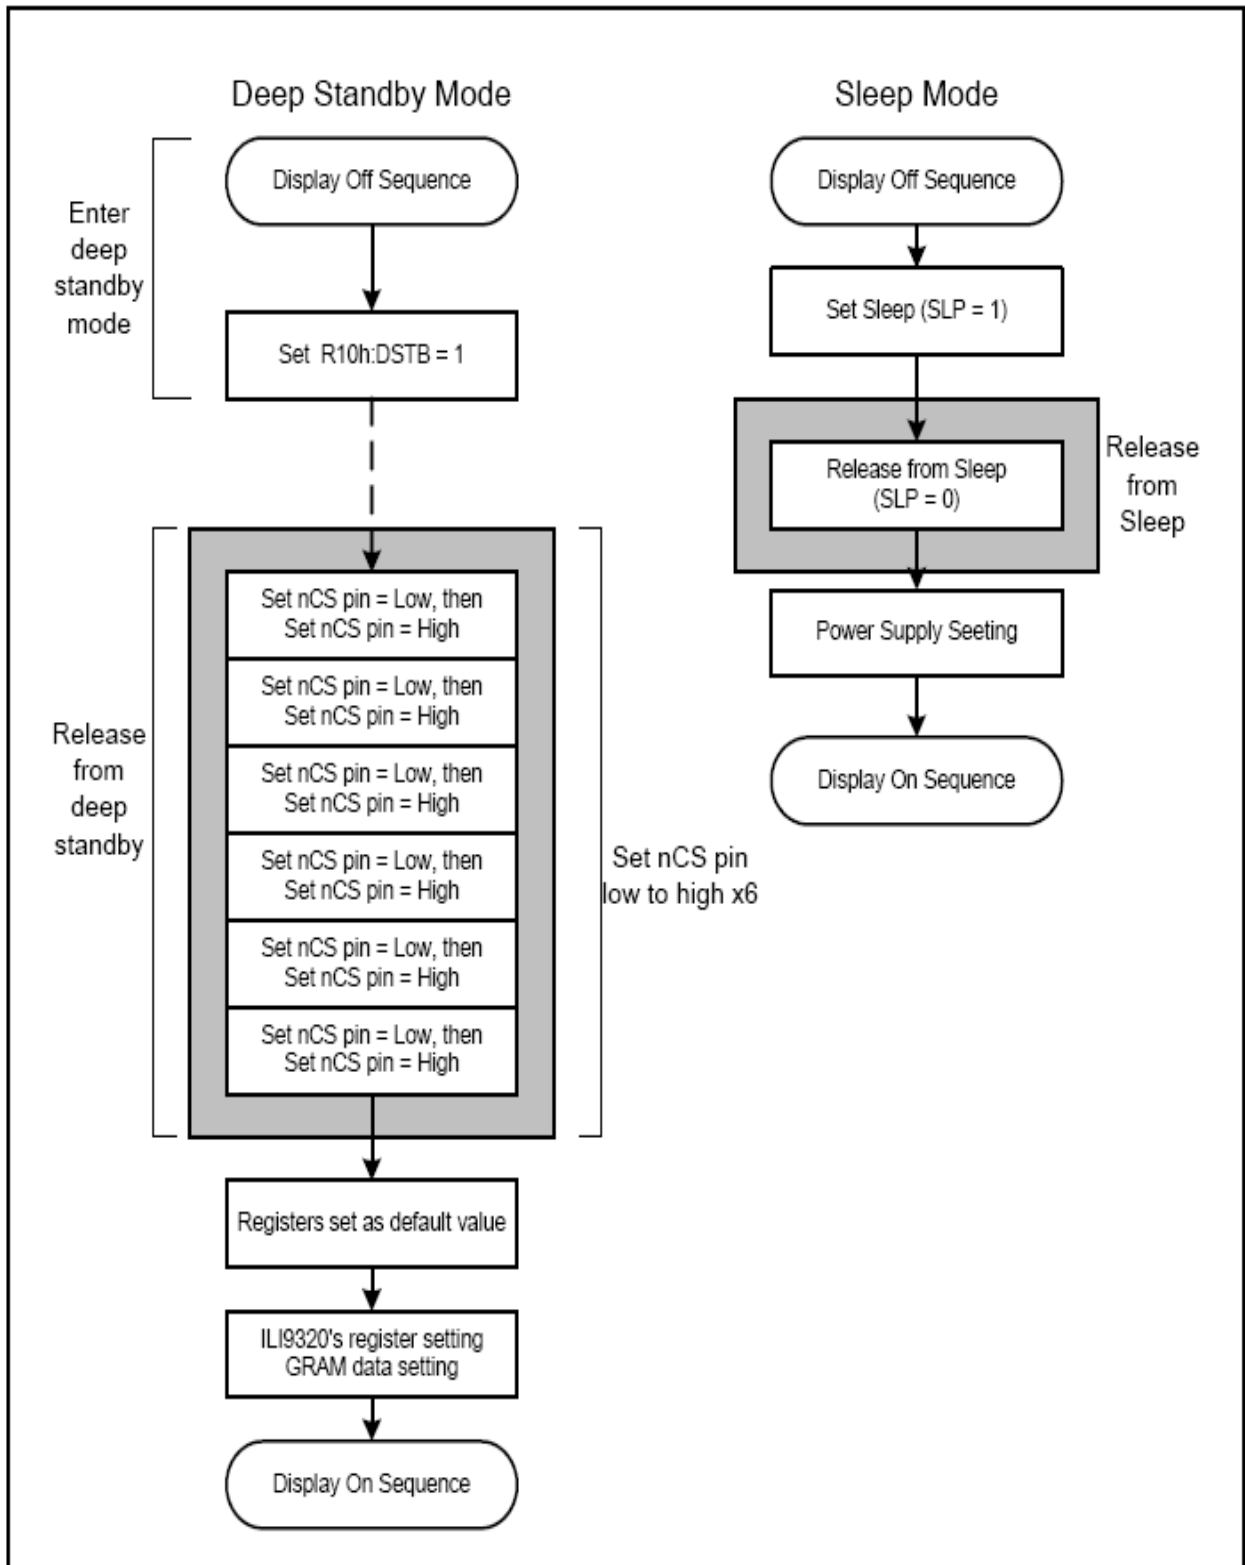 Deep Standby Mode
Enter
deep
standby
mode
Display Off Sequence
Set R10h:DSTB = 1
Release
from
deep
standby
Set nCS pin = Low, then
Set nCS pin = High
Set nCS pin = Low, then
Set nCS pin = High
Set nCS pin = Low, then
Set nCS pin = High
Set nCS pin = Low, then
Set nCS pin = High
Set nCS pin = Low, then
Set nCS pin = High
Set nCS pin = Low, then
Set nCS pin = High
Set nCS pin
low to high x6
Registers set as default value
ILI9320's register setting
GRAM data setting
Display On Sequence
Sleep Mode
Display Off Sequence
Set Sleep (SLP = 1)
Release from Sleep
(SLP = 0)
Release
from
Sleep
Power Supply Seeting
Display On Sequence